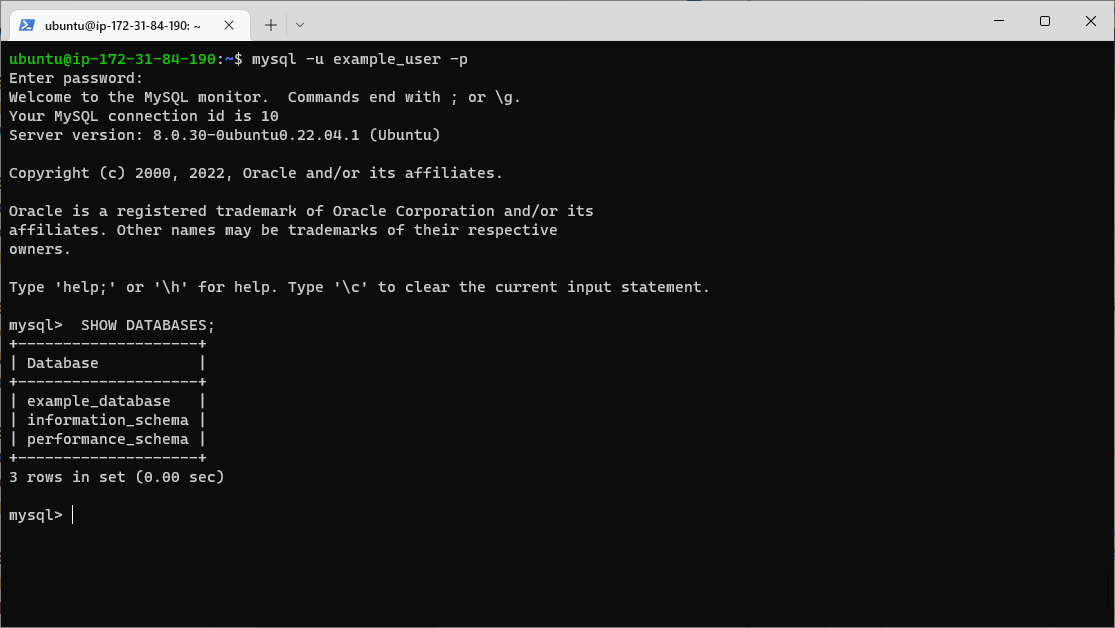 ubuntu@ip-172-31-84-190: ~
ubuntu@ip-172-31-84-190:~$ mysql -u example_user -p
Enter password:
Welcome to the MySQL monitor.  Commands end with ; or \g.
Your MySQL connection id is 10
Server version: 8.0.30-0ubuntu0.22.04.1 (Ubuntu)

Copyright (c) 2000, 2022, Oracle and/or its affiliates.

Oracle is a registered trademark of Oracle Corporation and/or its
affiliates. Other names may be trademarks of their respective
owners.

Type 'help;' or '\h' for help. Type '\c' to clear the current input statement.

mysql>  SHOW DATABASES;
+--------------------+
| Database           |
+--------------------+
| example_database   |
| information_schema |
| performance_schema |
+--------------------+
3 rows in set (0.00 sec)

mysql>